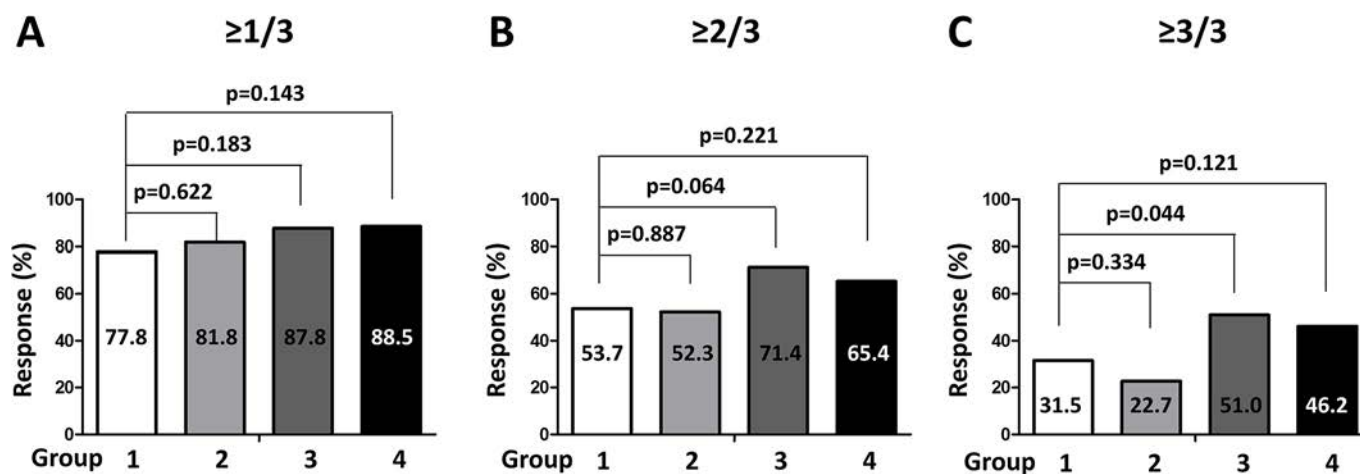 A ≥1/3
p=0.143
p=0.183
p=0.622
Response (%)
100
80
60
40
20
0
77.8 81.8 87.8 88.5
Group 1 2 3 4
B ≥2/3
p=0.221
p=0.064
p=0.887
Response (%)
100
80
60
40
20
0
53.7 52.3 71.4 65.4
Group 1 2 3 4
C ≥3/3
p=0.121
p=0.044
p=0.334
Response (%)
100
80
60
40
20
0
31.5 22.7 51.0 46.2
Group 1 2 3 4